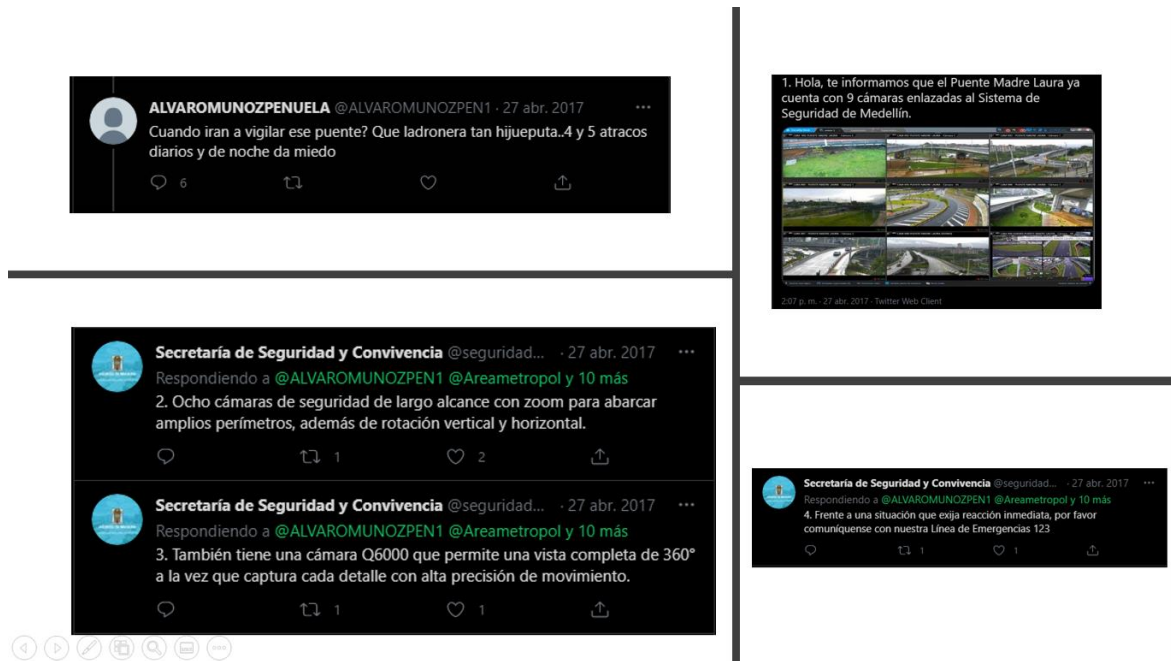 ALVAROMUNOZPENUELA @ALVAROMUNOZPEN1 · 27 abr. 2017
Cuando iran a vigilar ese puente? Que ladronera tan hijueputa..4 y 5 atracos
diarios y de noche da miedo
6
1. Hola, te informamos que el Puente Madre Laura ya
cuenta con 9 cámaras enlazadas al Sistema de
Seguridad de Medellín.
2:07 p. m. · 27 abr. 2017 · Twitter Web Client
Secretaría de Seguridad y Convivencia @seguridad... · 27 abr. 2017
Respondiendo a @ALVAROMUNOZPEN1 @Areametropol y 10 más
2. Ocho cámaras de seguridad de largo alcance con zoom para abarcar
amplios perímetros, además de rotación vertical y horizontal.
1 2
Secretaría de Seguridad y Convivencia @seguridad... · 27 abr. 2017
Respondiendo a @ALVAROMUNOZPEN1 @Areametropol y 10 más
3. También tiene una cámara Q6000 que permite una vista completa de 360°
a la vez que captura cada detalle con alta precisión de movimiento.
1 1
Secretaría de Seguridad y Convivencia @seguridad... · 27 abr. 2017
Respondiendo a @ALVAROMUNOZPEN1 @Areametropol y 10 más
4. Frente a una situación que exija reacción inmediata, por favor
comuníquense con nuestra Línea de Emergencias 123
1 1